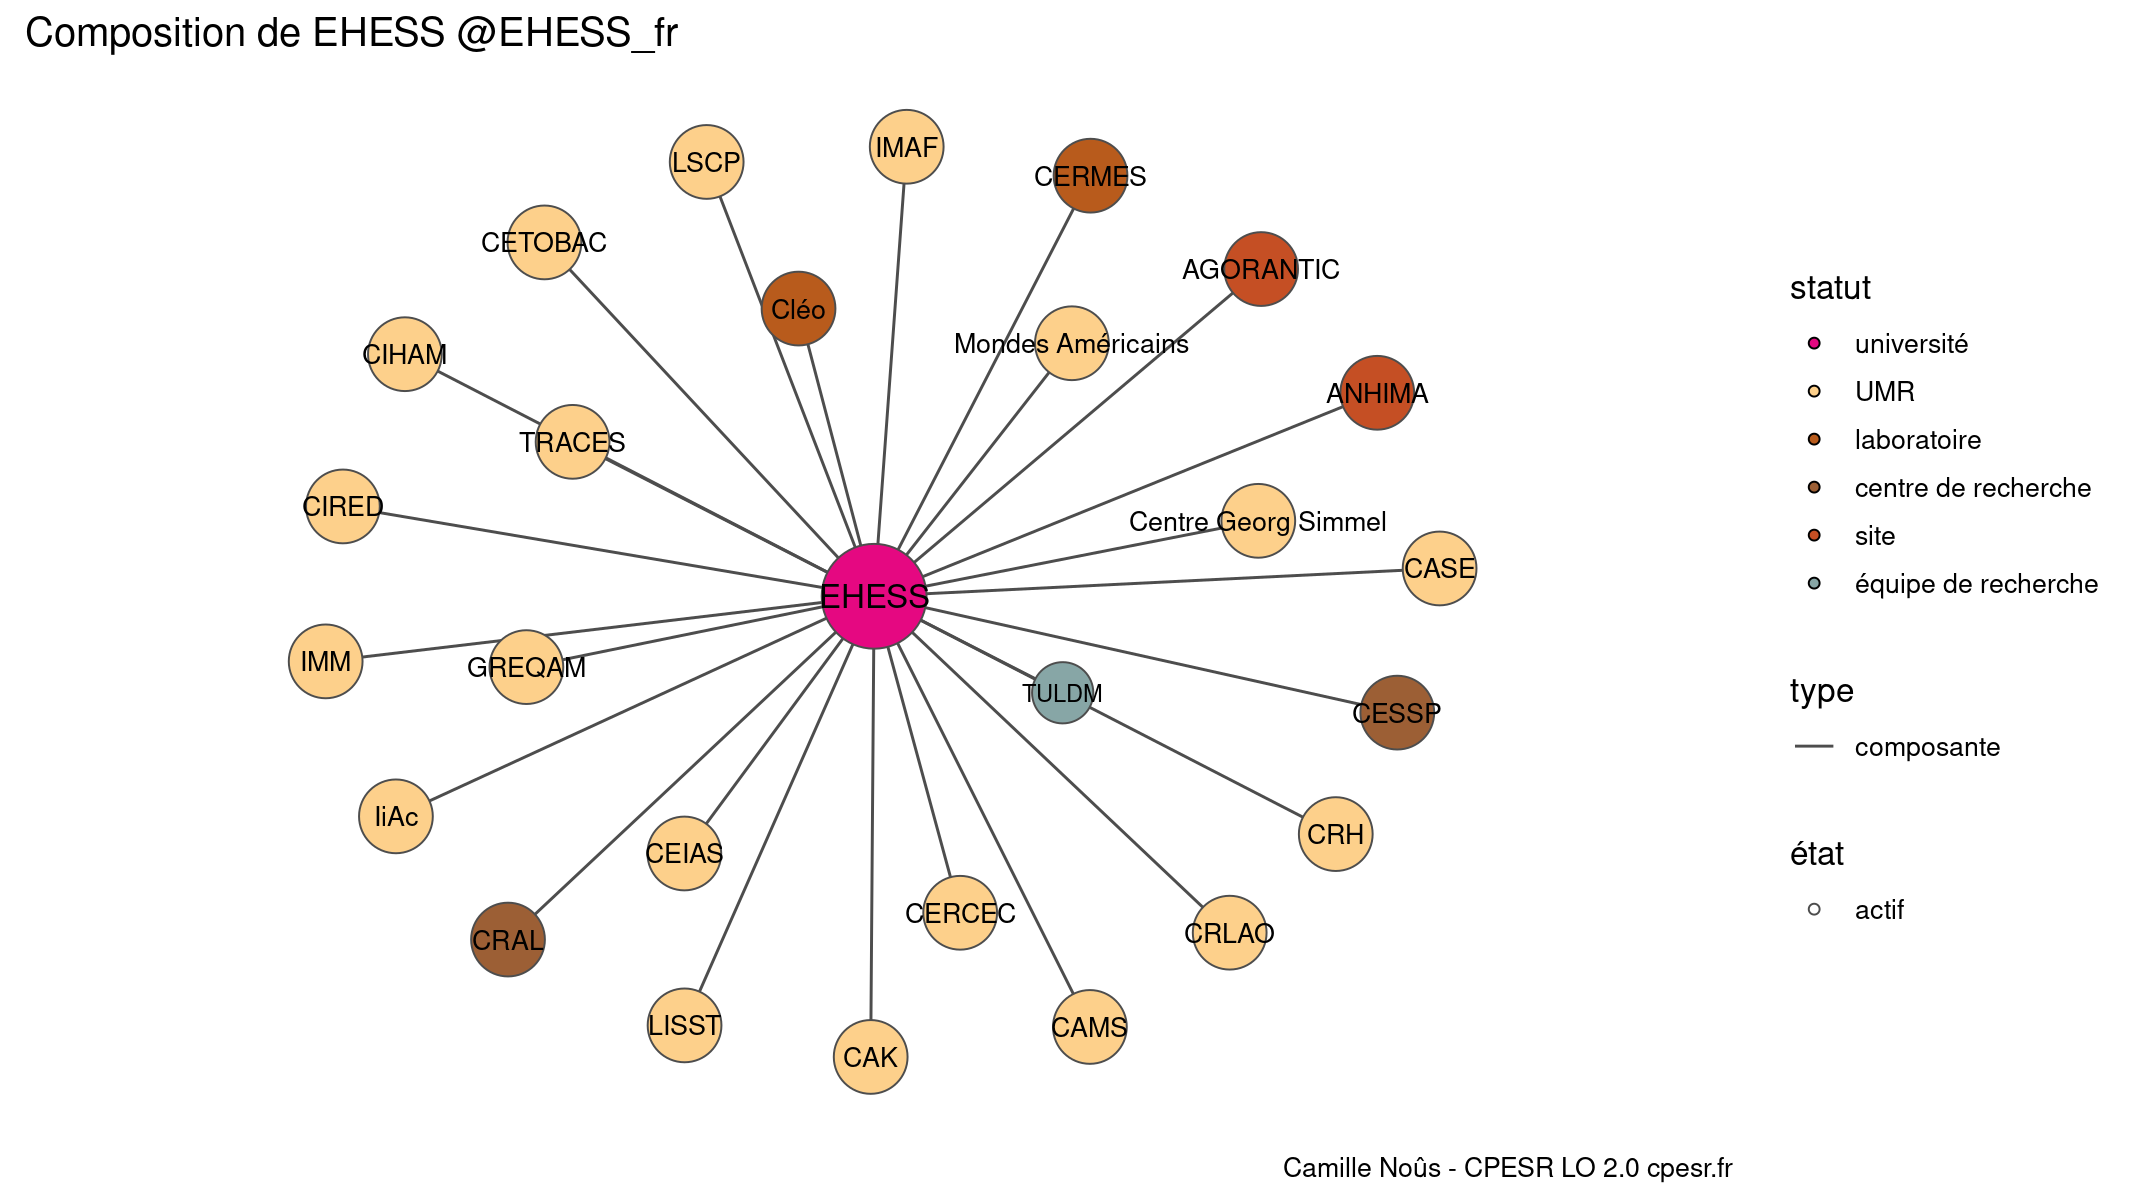 Composition de EHESS @EHESS_fr
IMAF
LSCP
CERMES
CETOBAC
AGORANTIC
Cléo
Mondes Américains
CIHAM
ANHIMA
TRACES
CIRED
Centre Georg Simmel
CASE
EHESS
IMM
GREQAM
TULDM
CESSP
IiAc
CRH
CEIAS
CERCEC
CRLAO
CRAL
LISST
CAMS
CAK
statut
université
UMR
laboratoire
centre de recherche
site
équipe de recherche
type
composante
état
actif
Camille Noûs - CPESR LO 2.0 cpesr.fr